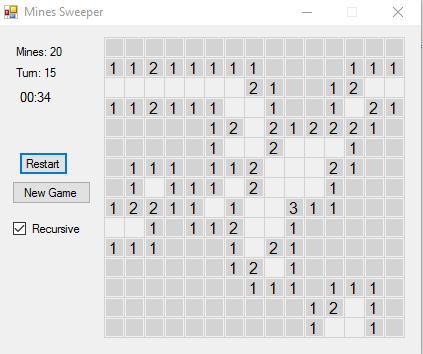 Mines Sweeper
Mines: 20
Turn: 15
00:34
Restart
New Game
Recursive
1 1 2 1 1 1 1 1 1 1 1
2 1 1 2
1 1 2 1 1 1 1 1 2 1
1 2 2 1 2 2 2 1
1 2 1
1 1 1 1 1 2 2 1
1 1 1 1 2 1
1 2 2 1 1 1 3 1 1
1 1 1 2 1
1 1 1 1 2 1
1 2 1
1 1 1 1 1 1
1 2 1
1 1